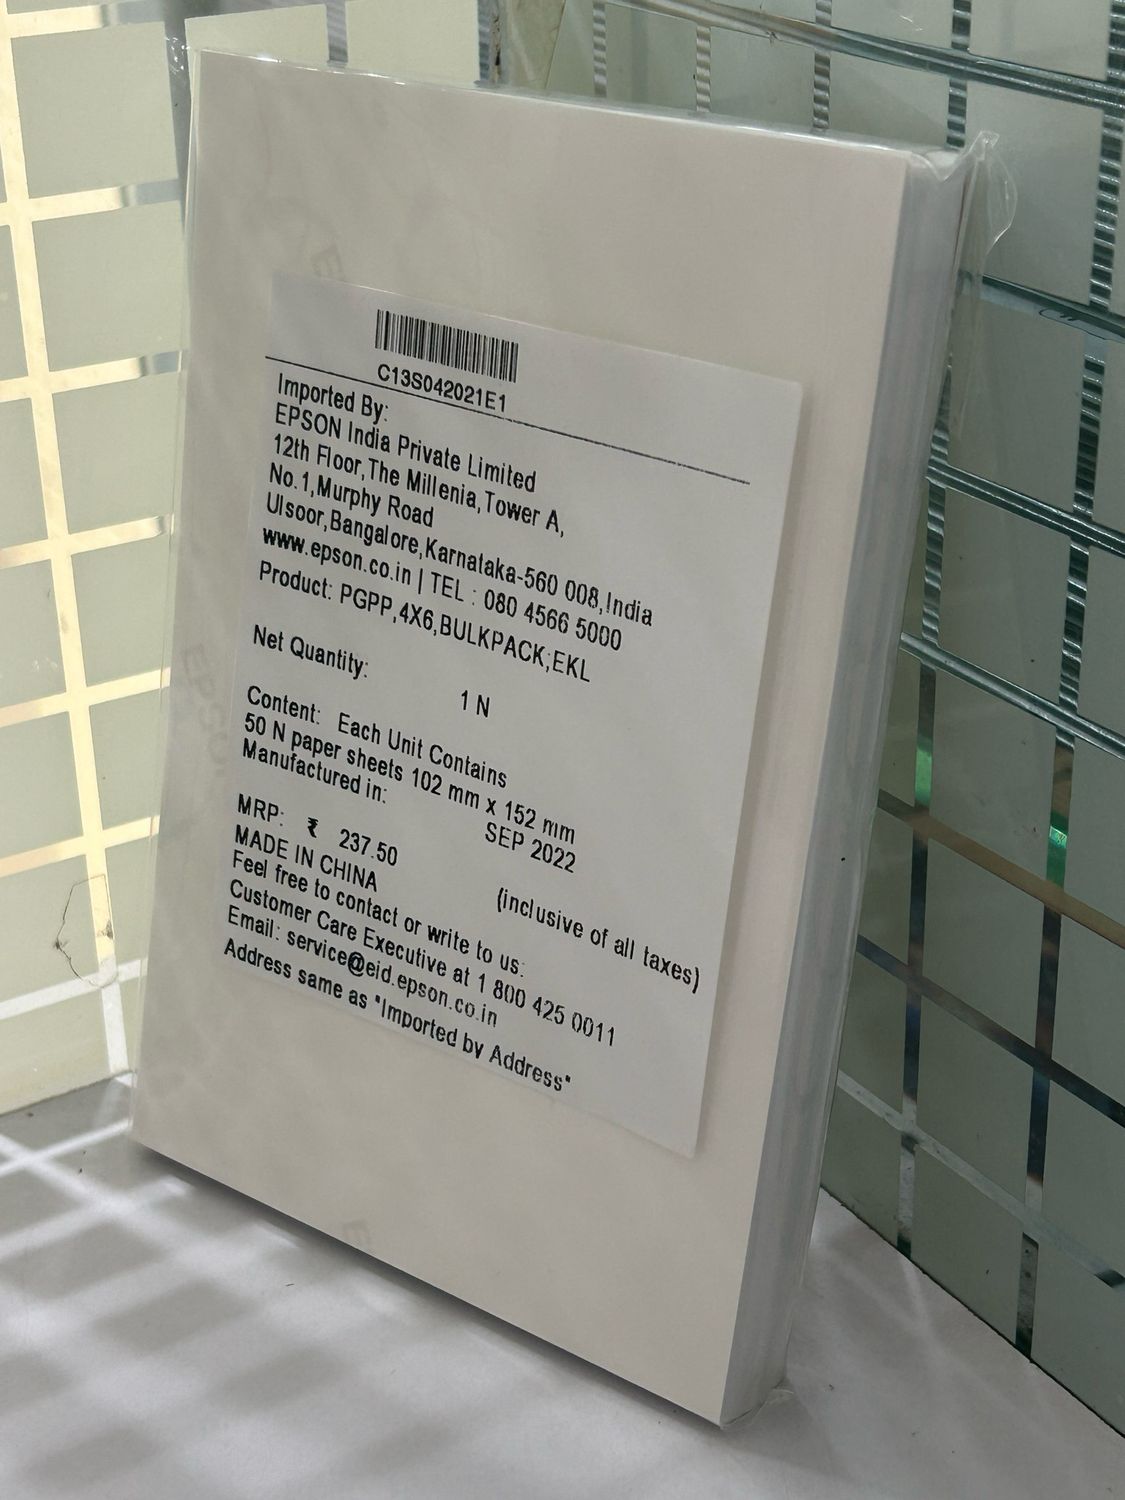 C13S042021E1
Imported By:
EPSON India Private Limited
12th Floor,The Millenia,Tower A,
No.1,Murphy Road
Ulsoor,Bangalore,Karnataka-560 008,India
www.epson.co.in | TEL : 080 4566 5000
Product: PGPP,4X6,BULKPACK;EKL
Net Quantity: 1 N
Content: Each Unit Contains
50 N paper sheets 102 mm x 152 mm
Manufactured in: SEP 2022
MRP: ₹ 237.50 (inclusive of all taxes)
MADE IN CHINA
Feel free to contact or write to us:
Customer Care Executive at 1 800 425 0011
Email: service@eid.epson.co.in
Address same as "Imported by Address"
EPSON